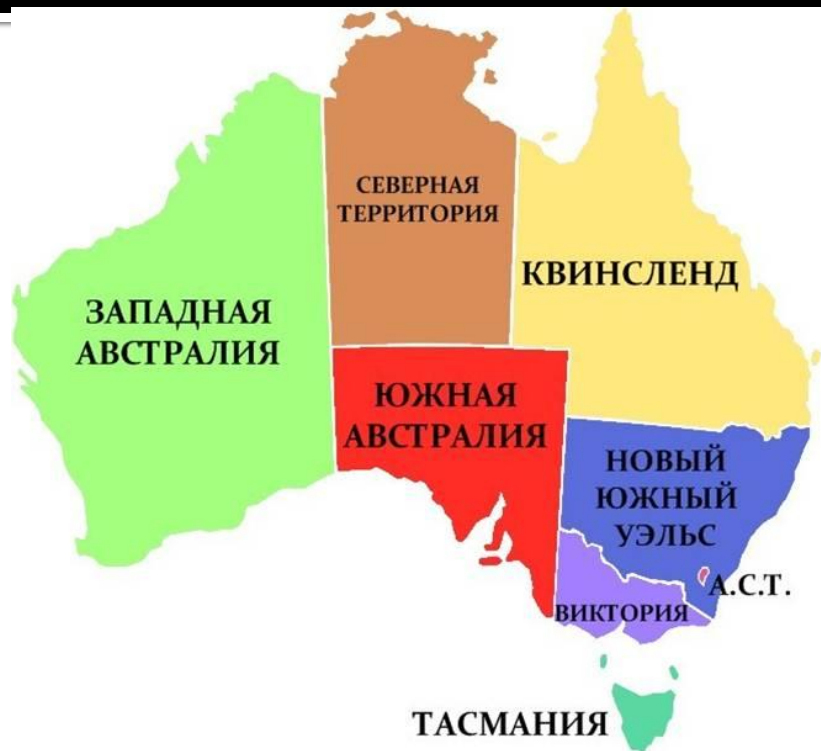 СЕВЕРНАЯ
ТЕРРИТОРИЯ
КВИНСЛЕНД
ЗАПАДНАЯ
АВСТРАЛИЯ
ЮЖНАЯ
АВСТРАЛИЯ
НОВЫЙ
ЮЖНЫЙ
УЭЛЬС
А.С.Т.
ВИКТОРИЯ
ТАСМАНИЯ